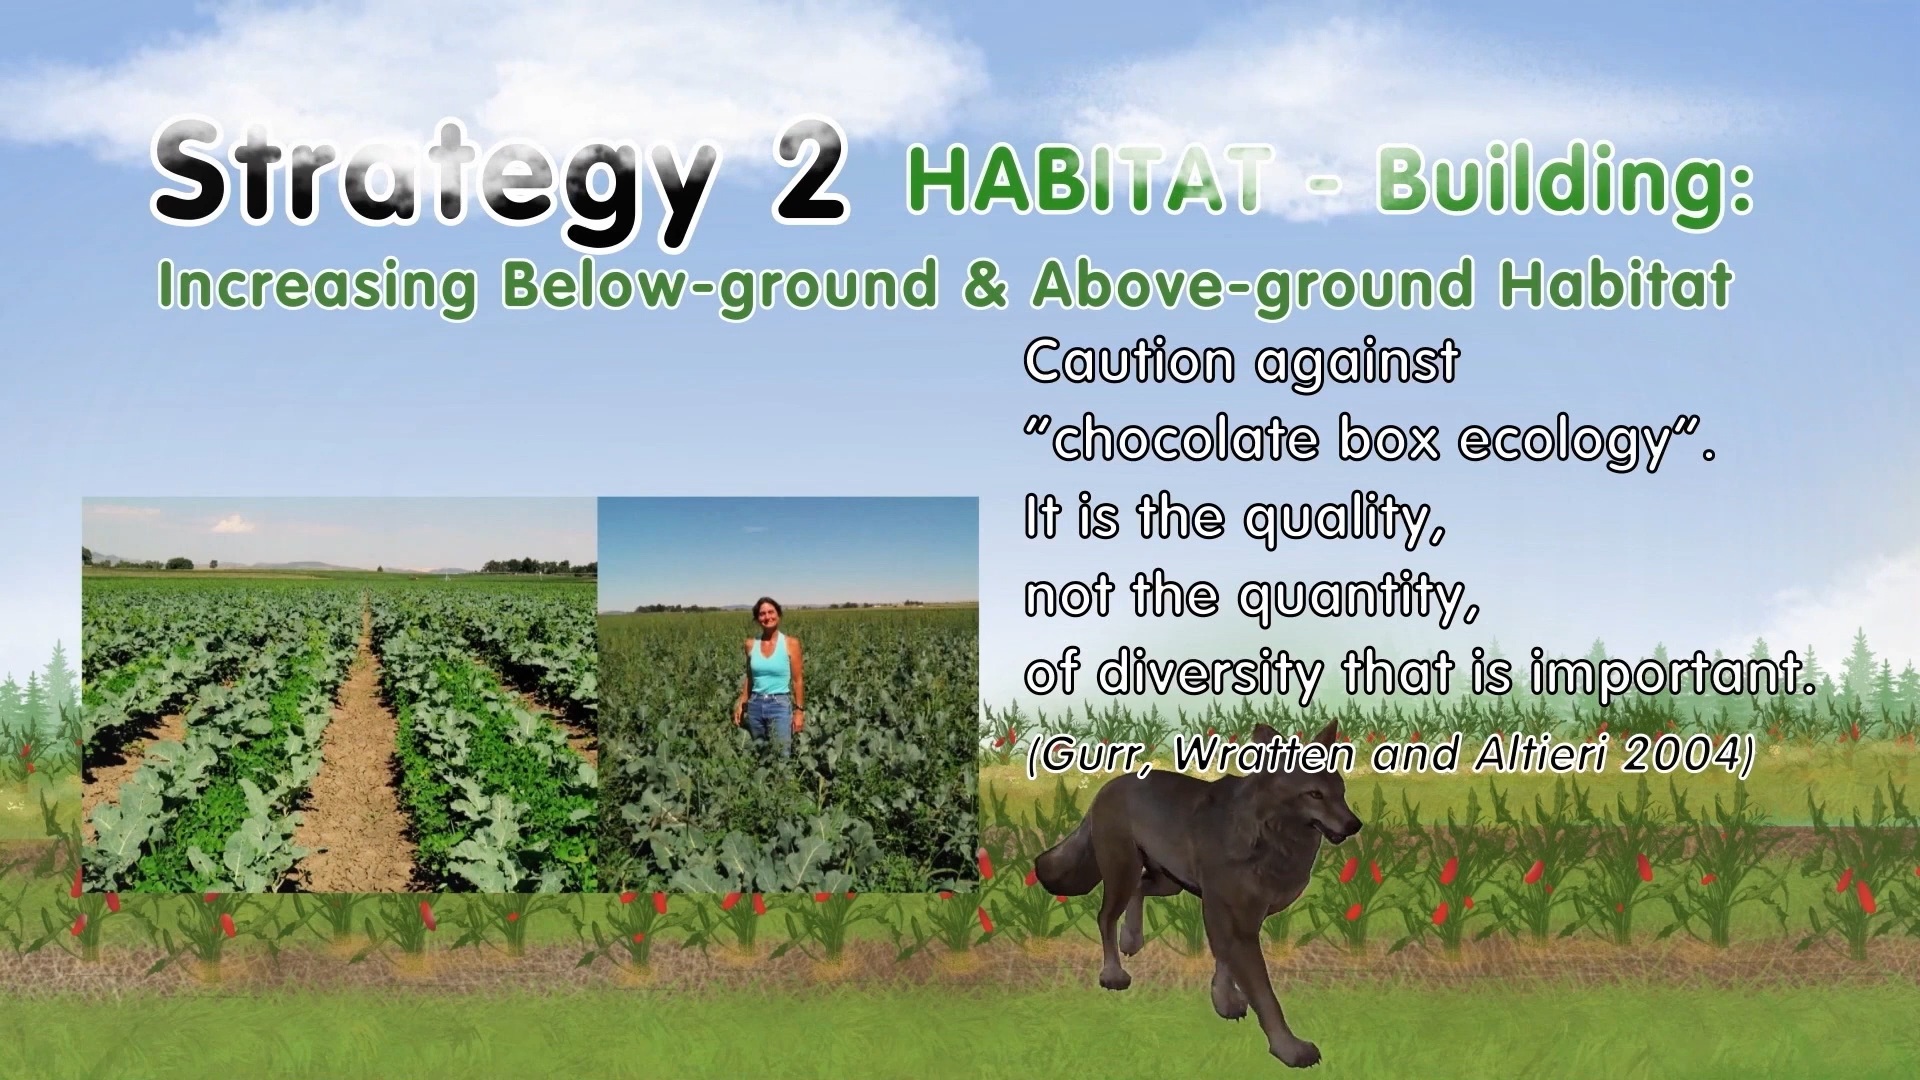 Strategy 2 HABITAT - Building:
Increasing Below-ground & Above-ground Habitat
Caution against
"chocolate box ecology".
It is the quality,
not the quantity,
of diversity that is important.
(Gurr, Wratten and Altieri 2004)